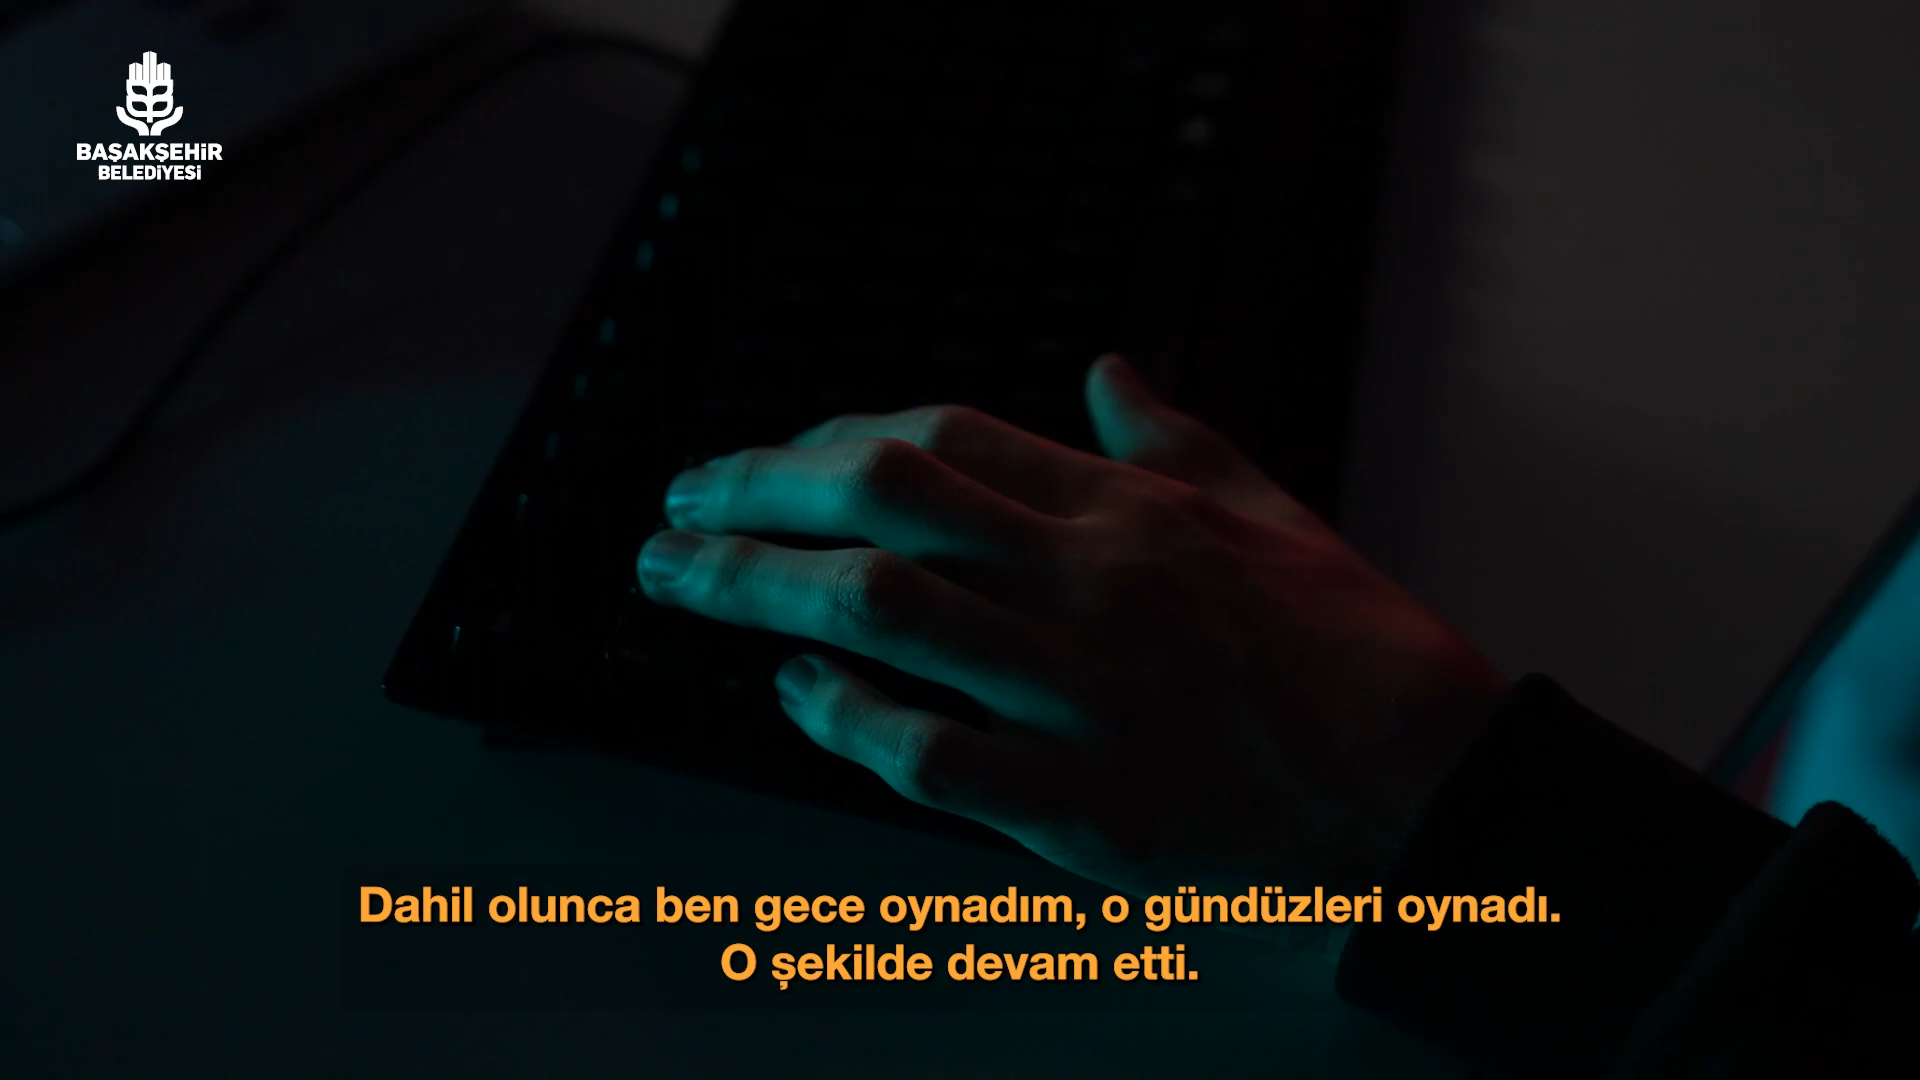 BAŞAKŞEHİR
BELEDİYESİ
Dahil olunca ben gece oynadım, o gündüzleri oynadı.
O şekilde devam etti.